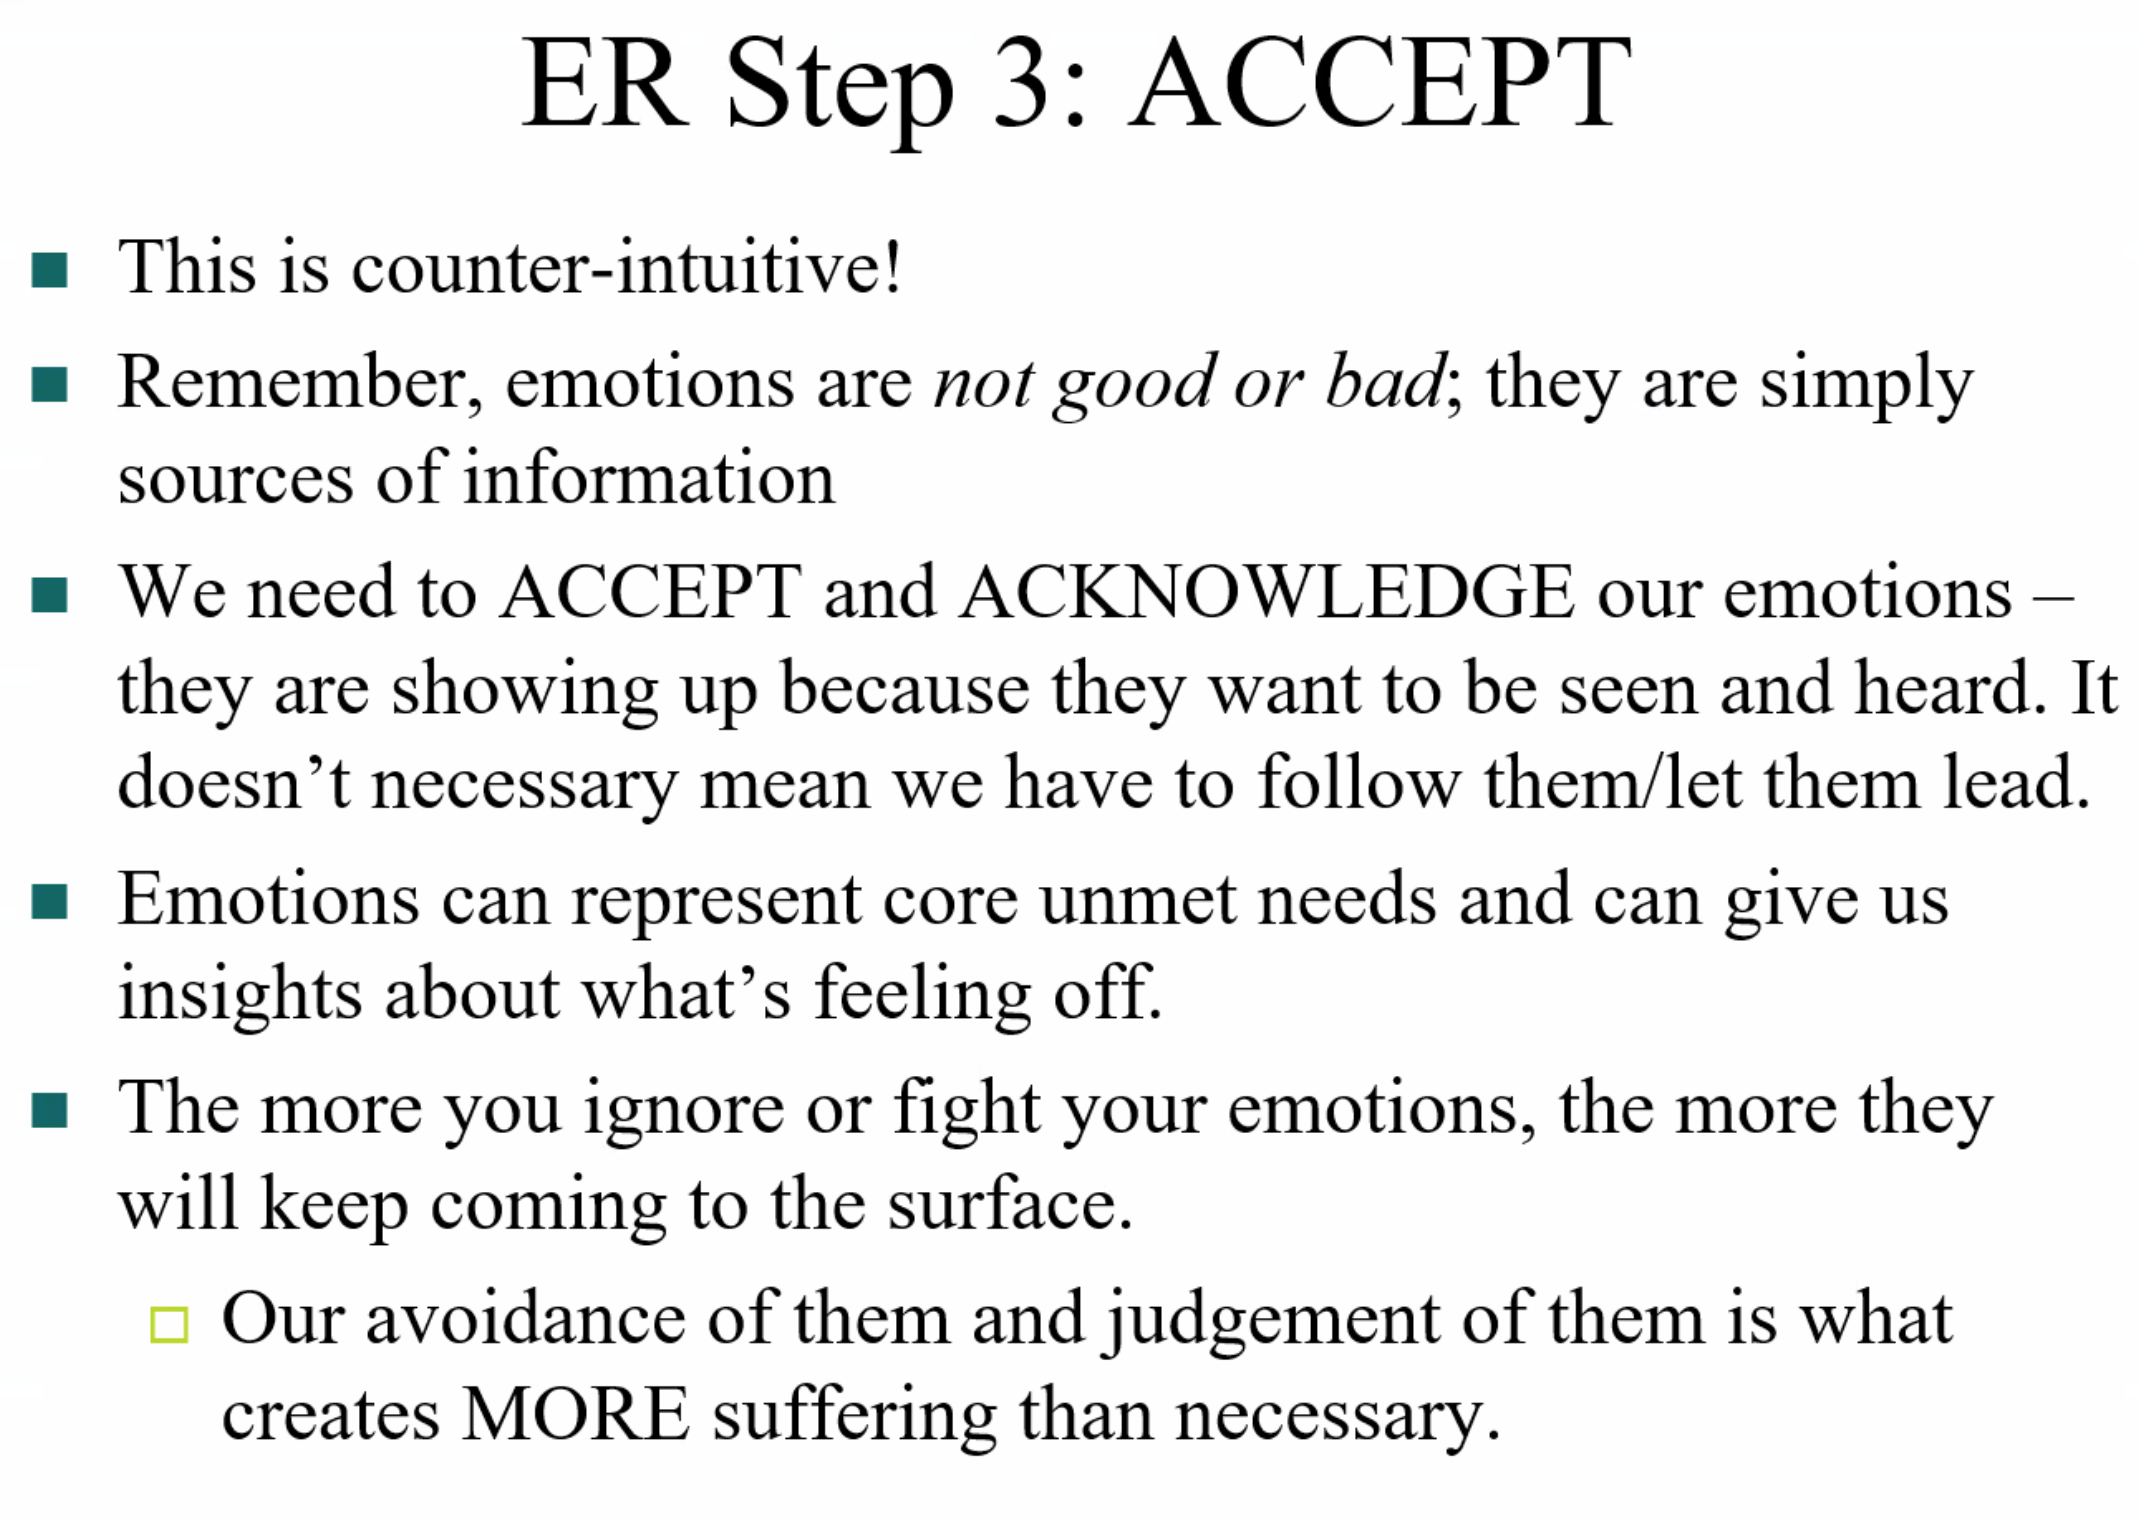 ER Step 3: ACCEPT
This is counter-intuitive!
Remember, emotions are not good or bad; they are simply
sources of information
We need to ACCEPT and ACKNOWLEDGE our emotions –
they are showing up because they want to be seen and heard. It
doesn’t necessary mean we have to follow them/let them lead.
Emotions can represent core unmet needs and can give us
insights about what’s feeling off.
The more you ignore or fight your emotions, the more they
will keep coming to the surface.
Our avoidance of them and judgement of them is what
creates MORE suffering than necessary.